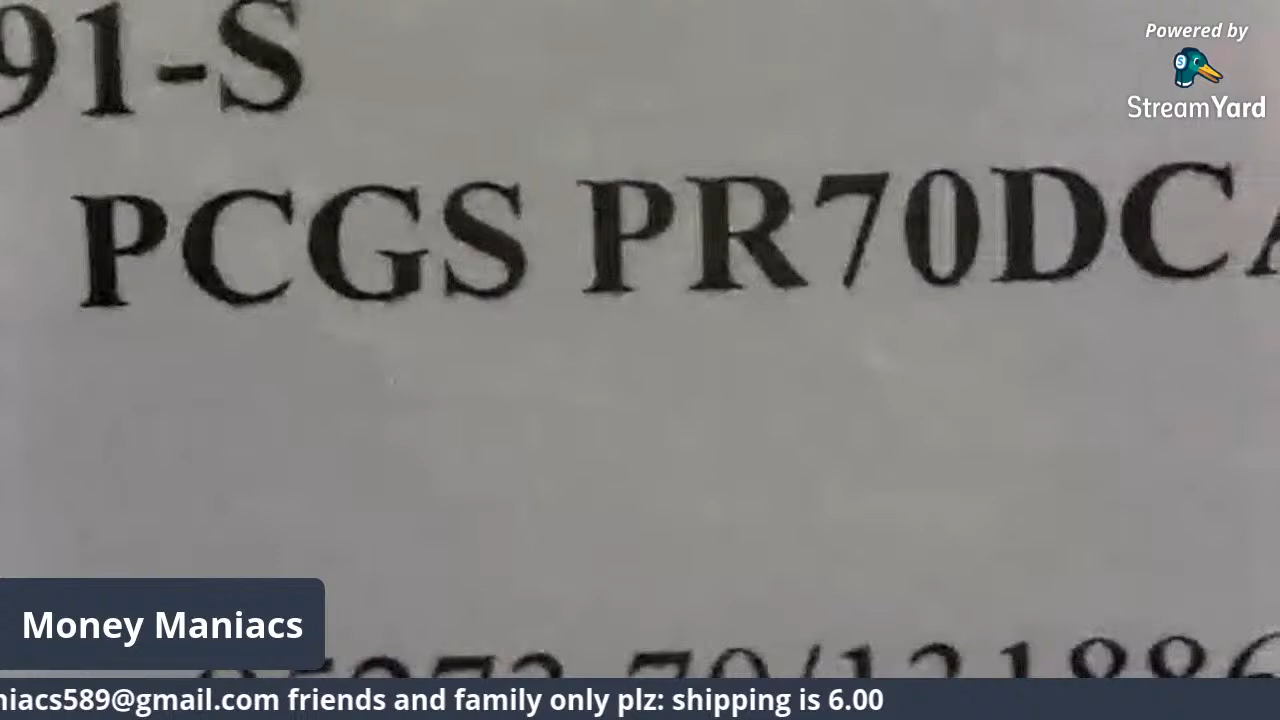 Powered by
StreamYard
91-S
PCGS PR70DCA
Money Maniacs
niacs589@gmail.com friends and family only plz: shipping is 6.00